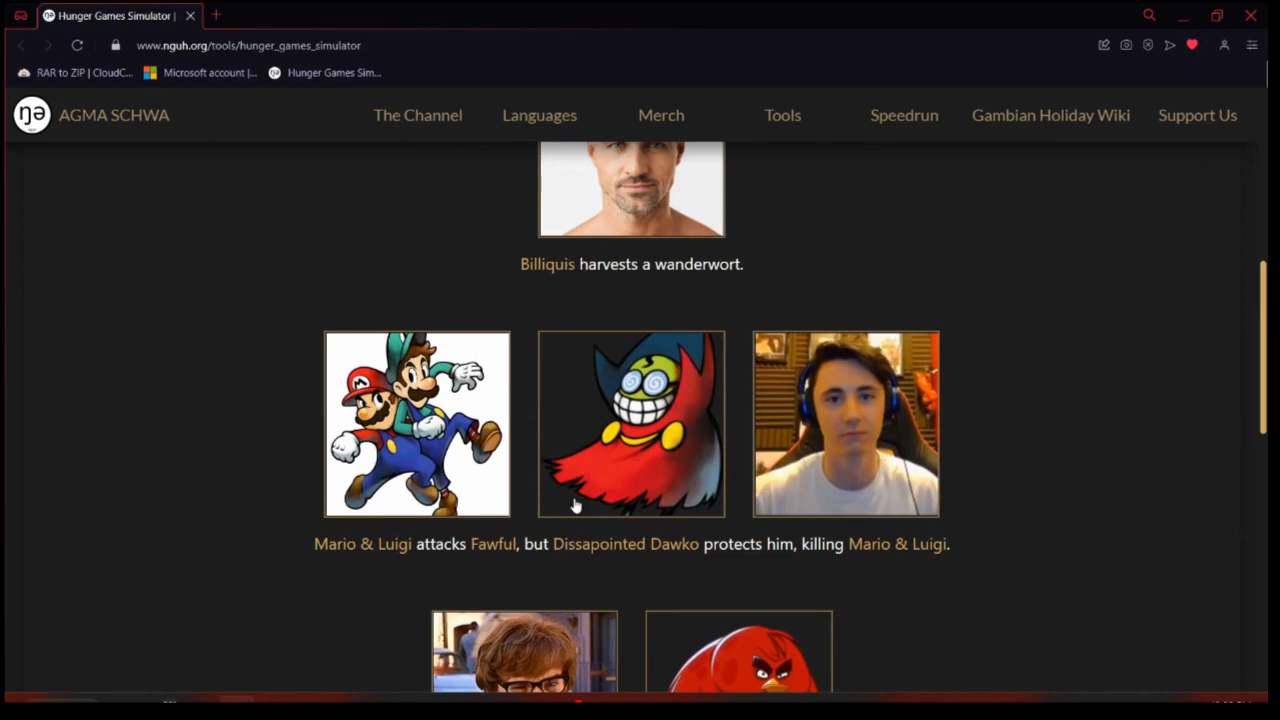 Hunger Games Simulator |
www.nguh.org/tools/hunger_games_simulator
RAR to ZIP | CloudC... Microsoft account |... Hunger Games Sim...
ŋə AGMA SCHWA The Channel Languages Merch Tools Speedrun Gambian Holiday Wiki Support Us
Billiquis harvests a wanderwort.
M
Mario & Luigi attacks Fawful, but Dissapointed Dawko protects him, killing Mario & Luigi.